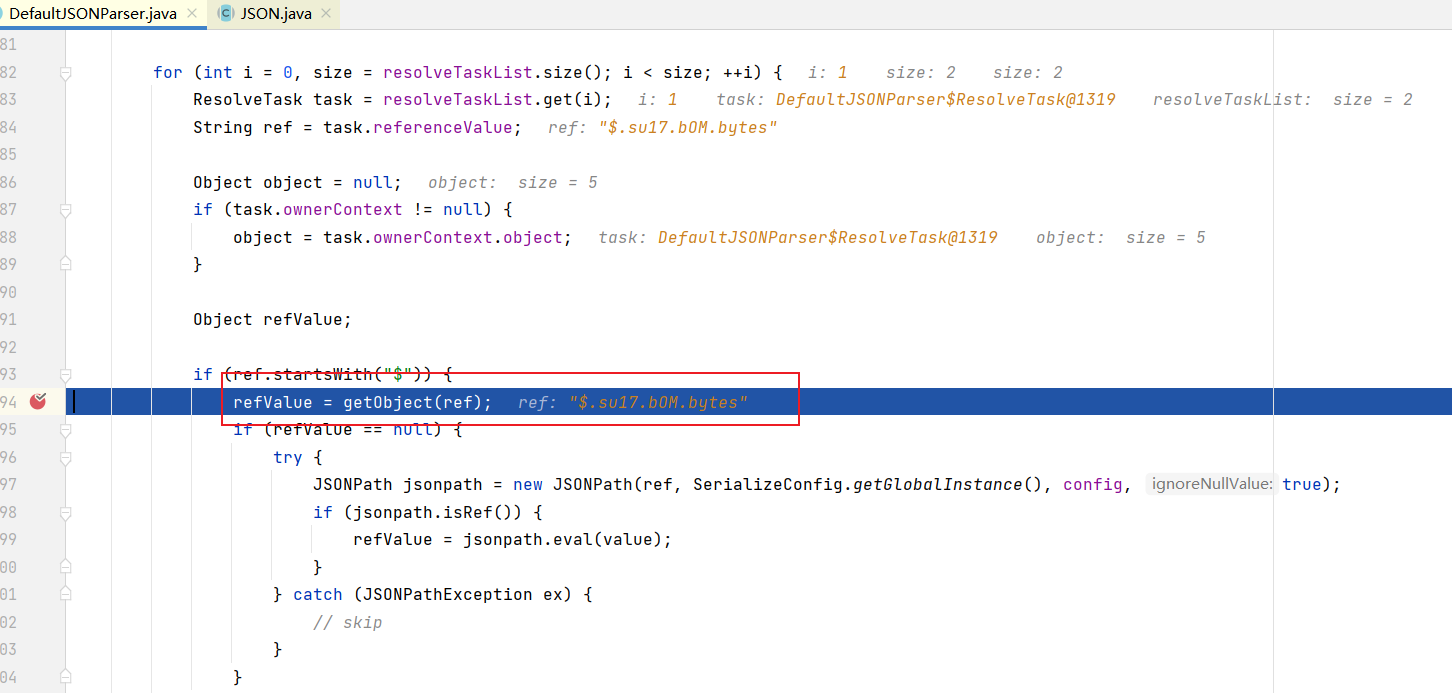 DefaultJSONParser.java × C JSON.java ×
81
82 for (int i = 0, size = resolveTaskList.size(); i < size; ++i) { i: 1 size: 2 size: 2
83 ResolveTask task = resolveTaskList.get(i); i: 1 task: DefaultJSONParser$ResolveTask@1319 resolveTaskList: size = 2
84 String ref = task.referenceValue; ref: "$.su17.bOM.bytes"
85
86 Object object = null; object: size = 5
87 if (task.ownerContext != null) {
88 object = task.ownerContext.object; task: DefaultJSONParser$ResolveTask@1319 object: size = 5
89 }
90
91 Object refValue;
92
93 if (ref.startsWith("$")) {
94 refValue = getObject(ref); ref: "$.su17.bOM.bytes"
95 if (refValue == null) {
96 try {
97 JSONPath jsonpath = new JSONPath(ref, SerializeConfig.getGlobalInstance(), config, ignoreNullValue: true);
98 if (jsonpath.isRef()) {
99 refValue = jsonpath.eval(value);
00 }
01 } catch (JSONPathException ex) {
02 // skip
03 }
04 }